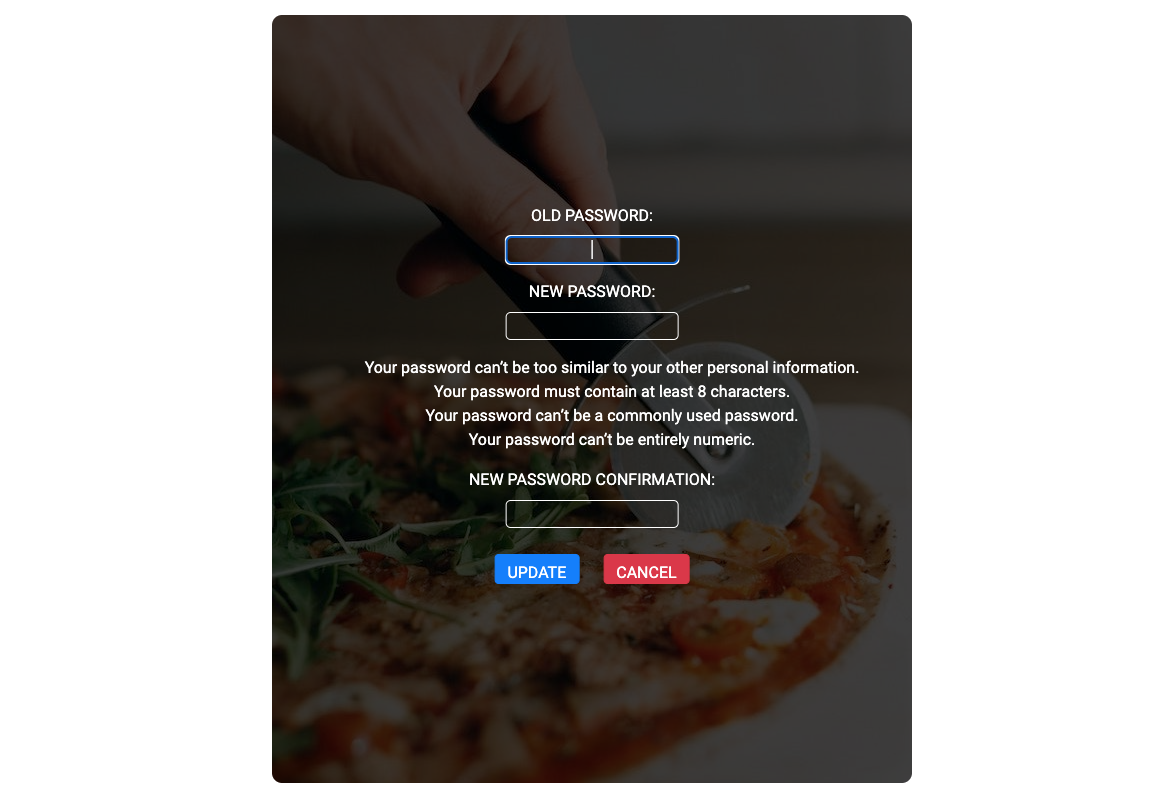 OLD PASSWORD:
NEW PASSWORD:
Your password can’t be too similar to your other personal information.
Your password must contain at least 8 characters.
Your password can’t be a commonly used password.
Your password can’t be entirely numeric.
NEW PASSWORD CONFIRMATION:
UPDATE
CANCEL